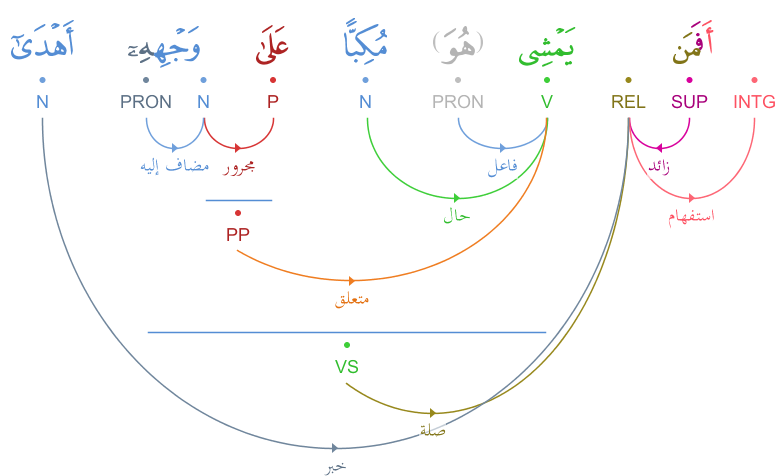 أَفَمَن يَمْشِى (هُوَ) مُكِبًّا عَلَىٰ وَجْهِهِۦٓ أَهْدَىٰٓ
INTG SUP REL V PRON N P N PRON N
زائد فاعل مجرور مضاف إليه
استفهام حال
PP
متعلق
VS
صلة
خبر